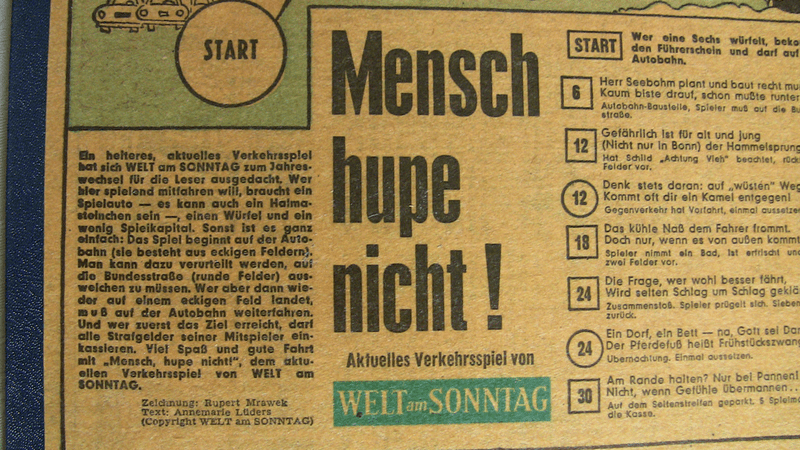 START
Ein heiteres, aktuelles Verkehrsspiel
hat sich WELT am SONNTAG zum Jahres-
wechsel für die Leser ausgedacht. Wer
hier spielend mitfahren will, braucht ein
Spielauto — es kann auch ein Halma-
steinchen sein —, einen Würfel und ein
wenig Spielkapital. Sonst ist es ganz
einfach: Das Spiel beginnt auf der Auto-
bahn (sie besteht aus eckigen Feldern).
Man kann dazu verurteilt werden, auf
die Bundesstraße (runde Felder) aus-
weichen zu müssen. Wer aber dann wie-
der auf einem eckigen Feld landet,
muß auf der Autobahn weiterfahren.
Und wer zuerst das Ziel erreicht, darf
alle Strafgelder seiner Mitspieler ein-
kassieren. Viel Spaß und gute Fahrt
mit „Mensch, hupe nicht!", dem aktu-
ellen Verkehrsspiel von WELT am
SONNTAG.
Zeichnung: Rupert Mrawek
Text: Annemarie Lüders
(Copyright WELT am SONNTAG)
Mensch
hupe
nicht!
Aktuelles Verkehrsspiel von
WELT am SONNTAG
START Wer eine Sechs würfelt,
den Führerschein und darf auf
Autobahn.
6 Herr Seebohm plant und baut recht
Kaum biste drauf, schon mußte runter
Autobahn-Baustelle, Spieler muß auf die
straße.
12 Gefährlich ist für alt und jung
(Nicht nur in Bonn) der Hammelsprung
Hat Schild „Achtung Vieh" beachtet,
Felder vor.
12 Denk stets daran: auf „wüsten"
Kommt oft dir ein Kamel entgegen!
Gegenverkehr hat Vorfahrt, einmal aussetzen
18 Das kühle Naß dem Fahrer frommt.
Doch nur, wenn es von außen kommt
Spieler nimmt ein Bad, ist erfrischt
zwei Felder vor.
24 Die Frage, wer wohl besser fährt,
Wird selten Schlag um Schlag
Zusammenstoß. Spieler prügelt sich.
zurück.
24 Ein Dorf, ein Bett — na, Gott sei
Der Pferdefuß heißt
Übernachtung. Einmal aussetzen.
30 Am Rande halten? Nur bei
Nicht, wenn Gefühle übermannen
Auf dem Seitenstreifen geparkt. 5
die Kasse.